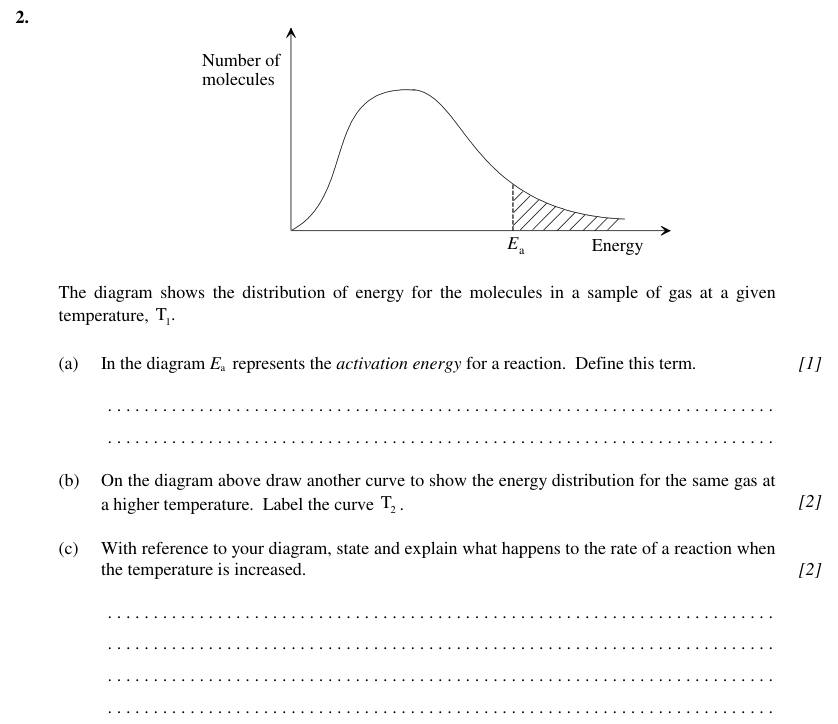 2.
Number of
molecules
Eₐ
Energy
The diagram shows the distribution of energy for the molecules in a sample of gas at a given
temperature, T₁.
(a) In the diagram Eₐ represents the activation energy for a reaction. Define this term. [1]
(b) On the diagram above draw another curve to show the energy distribution for the same gas at
a higher temperature. Label the curve T₂ . [2]
(c) With reference to your diagram, state and explain what happens to the rate of a reaction when
the temperature is increased. [2]